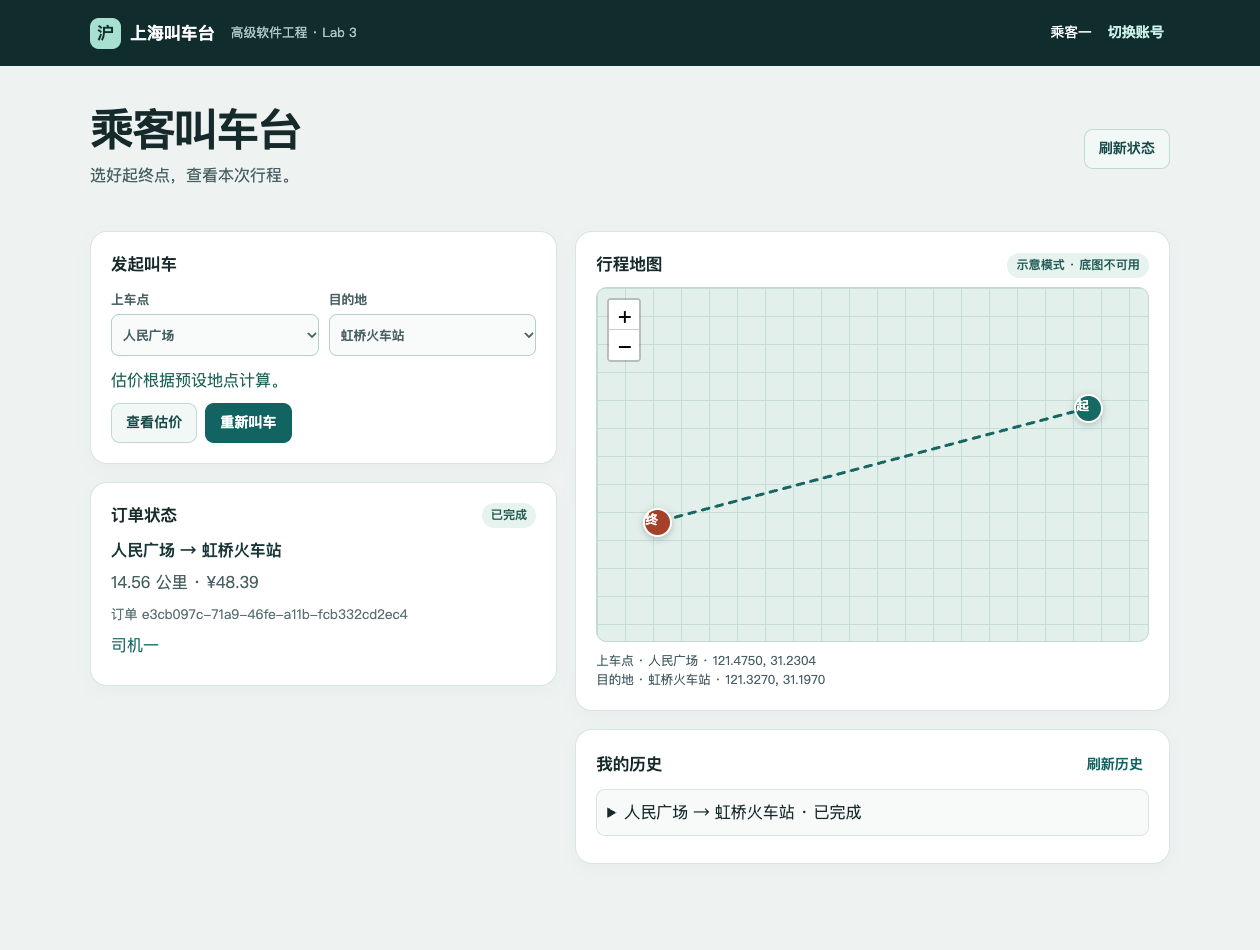 沪 上海叫车台 高级软件工程 · Lab 3 乘客一 切换账号
乘客叫车台
选好起终点，查看本次行程。
刷新状态
发起叫车
上车点 目的地
人民广场 虹桥火车站
估价根据预设地点计算。
查看估价 重新叫车
订单状态 已完成
人民广场 → 虹桥火车站
14.56 公里 · ¥48.39
订单 e3cb097c-71a9-46fe-a11b-fcb332cd2ec4
司机一
行程地图 示意模式 · 底图不可用
+
−
起
终
上车点 · 人民广场 · 121.4750, 31.2304
目的地 · 虹桥火车站 · 121.3270, 31.1970
我的历史 刷新历史
▶ 人民广场 → 虹桥火车站 · 已完成